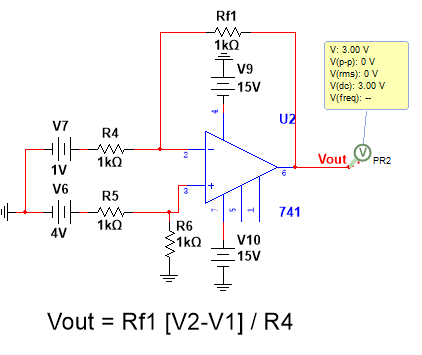 Rf1
1kΩ
V: 3.00 V
V(p-p): 0 V
V(rms): 0 V
V(dc): 3.00 V
V(freq): --
V9
15V
4
U2
V7
R4
2
1V
1kΩ
6
Vout
V
PR2
V6
R5
3
4V
1kΩ
7
5
1
741
R6
1kΩ
V10
15V
Vout = Rf1 [V2-V1] / R4